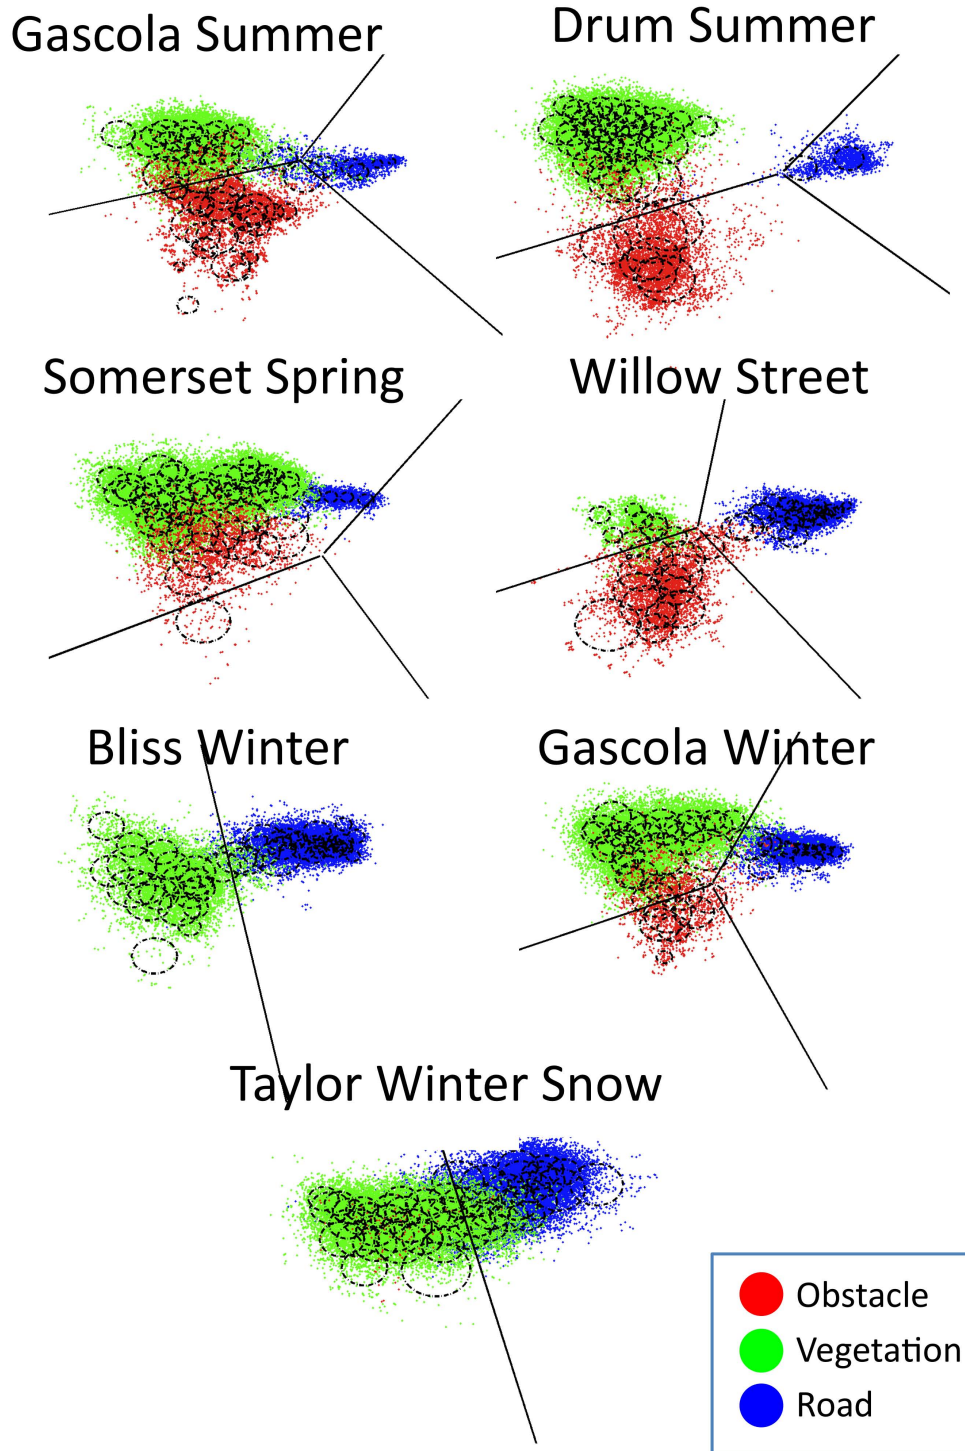 Gascola Summer
Drum Summer
Somerset Spring
Willow Street
Bliss Winter
Gascola Winter
Taylor Winter Snow
Obstacle
Vegetation
Road